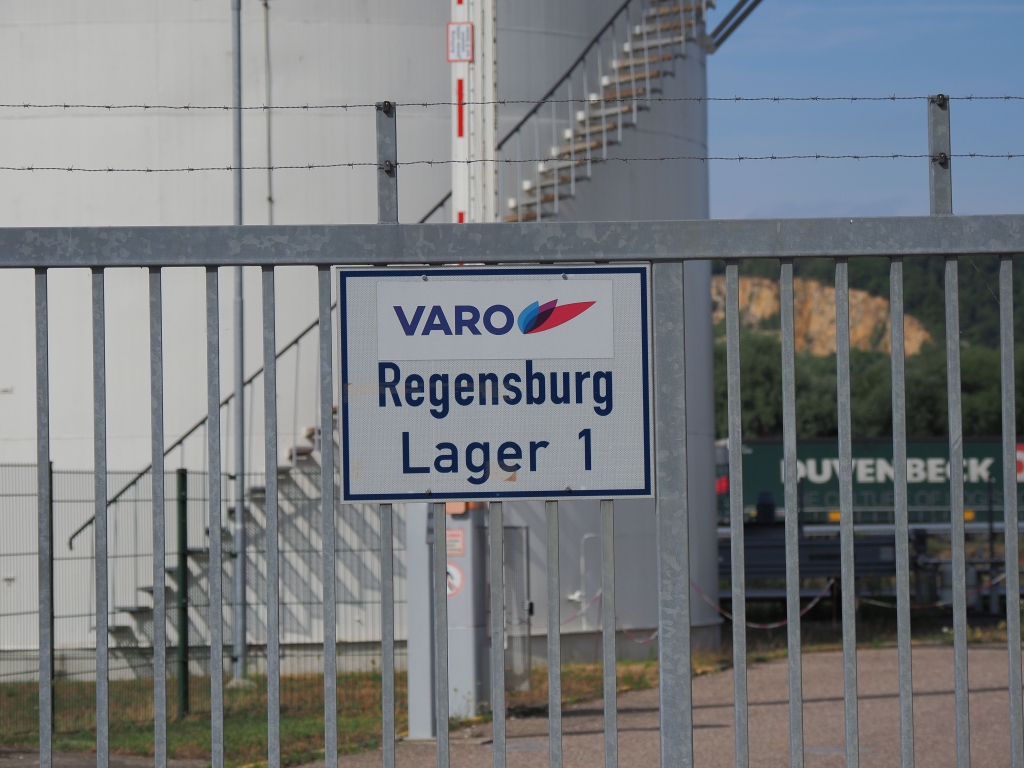 VARO
Regensburg
Lager 1
DUVENBECK